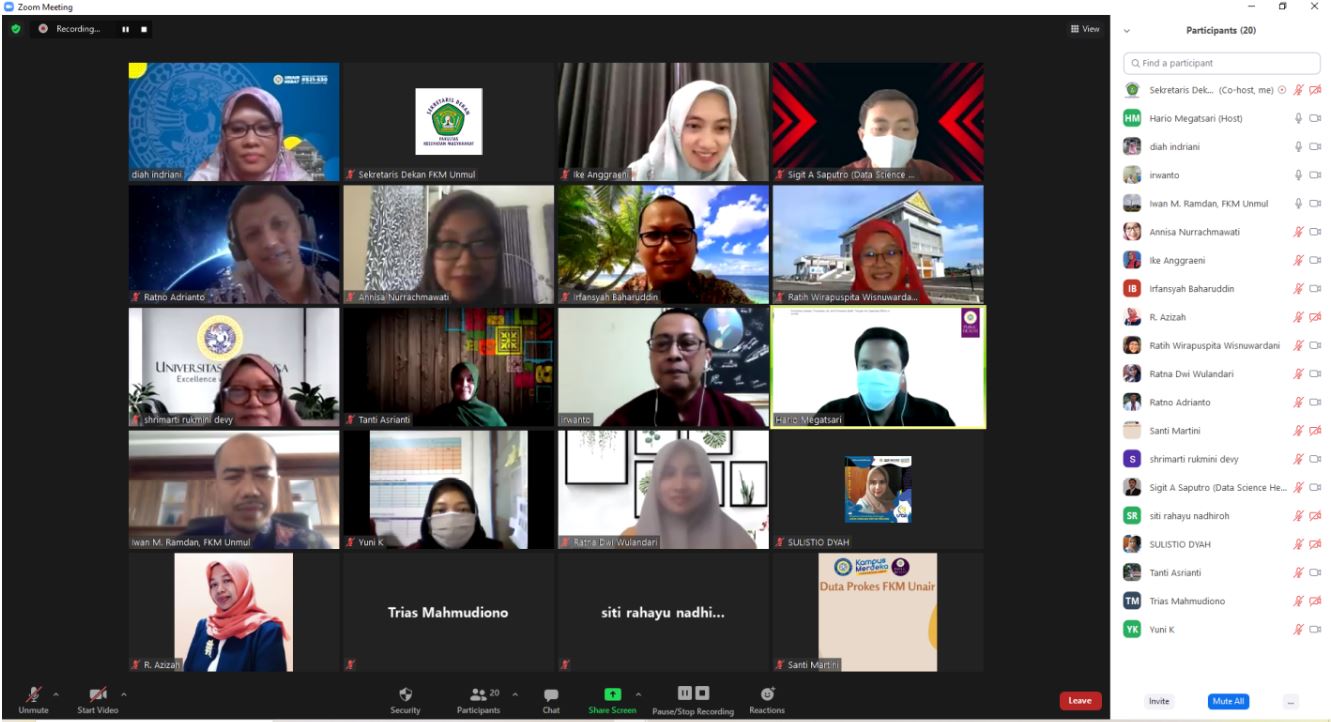 Zoom Meeting
Recording...
View
diah indriani
SEKRETARIS DEKAN
FAKULTAS
KESEHATAN MASYARAKAT
Sekretaris Dekan FKM Unmul
Ike Anggraeni
Sigit A Saputro (Data Science ...
Ratno Adrianto
Annisa Nurrachmawati
Irfansyah Baharuddin
Ratih Wirapuspita Wisnuwarda...
UNIVERSITAS
Excellence
shrimarti rukmini devy
Tanti Asrianti
irwanto
Hario Megatsari
Iwan M. Ramdan, FKM Unmul
Yuni K
Ratna Dwi Wulandari
SULISTIO DYAH
R. Azizah
Trias Mahmudiono
siti rahayu nadhi...
Kampus
Merdeka
Duta Prokes FKM Unair
Santi Martini
Unmute
Start Video
Security
20
Participants
Chat
Share Screen
Pause/Stop Recording
Reactions
Leave
Participants (20)
Find a participant
Sekretaris Dek... (Co-host, me)
HM Hario Megatsari (Host)
diah indriani
irwanto
Iwan M. Ramdan, FKM Unmul
Annisa Nurrachmawati
Ike Anggraeni
IB Irfansyah Baharuddin
R. Azizah
Ratih Wirapuspita Wisnuwardani
Ratna Dwi Wulandari
Ratno Adrianto
Santi Martini
S shrimarti rukmini devy
Sigit A Saputro (Data Science He...
SR siti rahayu nadhiroh
SULISTIO DYAH
Tanti Asrianti
TM Trias Mahmudiono
YK Yuni K
Invite
Mute All
...